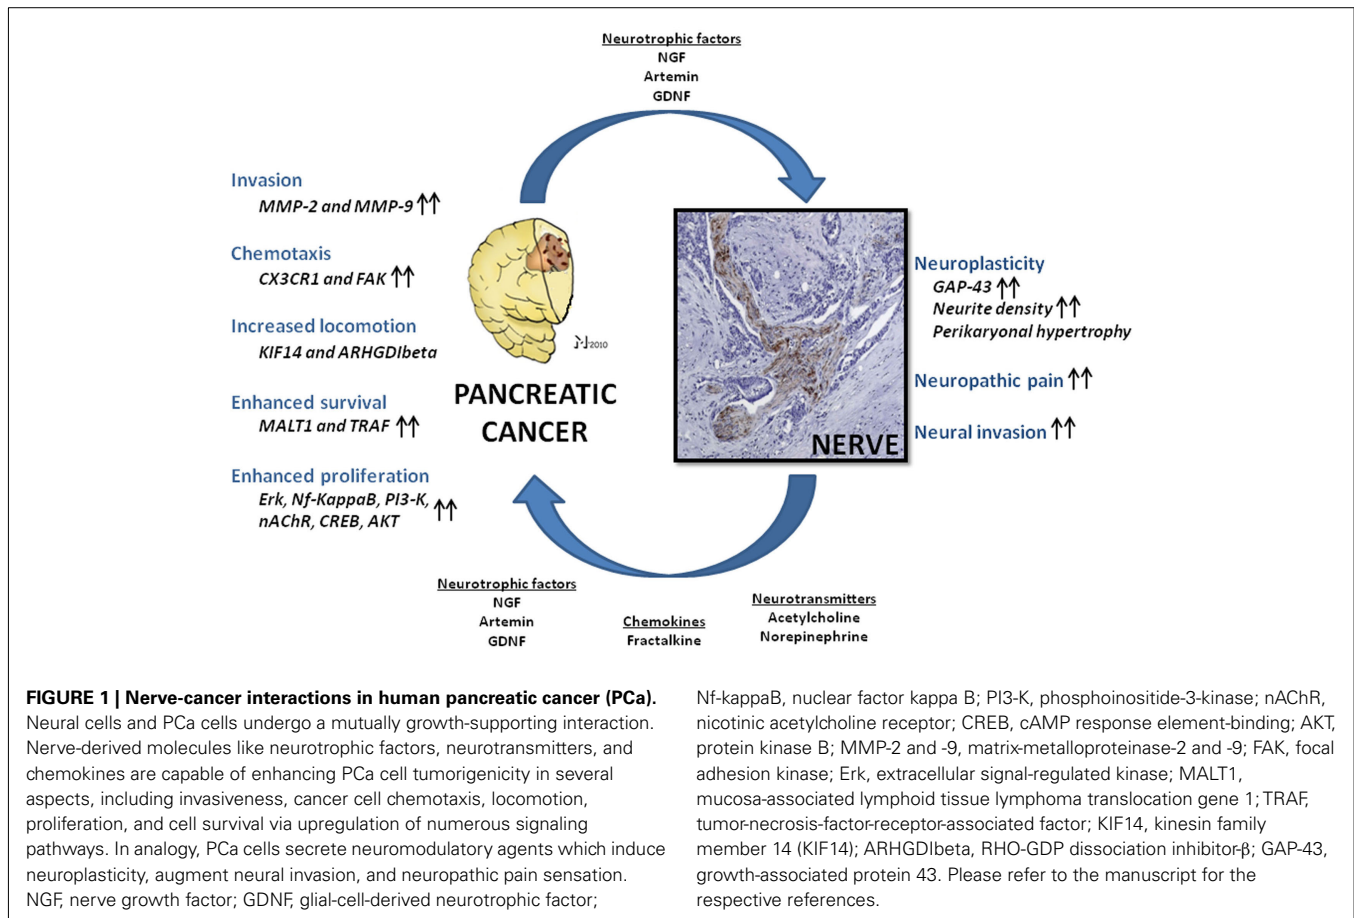 Neurotrophic factors
NGF
Artemin
GDNF
Invasion
MMP-2 and MMP-9 ↑↑
Chemotaxis
CX3CR1 and FAK ↑↑
Increased locomotion
KIF14 and ARHGDIbeta
Enhanced survival
MALT1 and TRAF ↑↑
Enhanced proliferation
Erk, Nf-KappaB, PI3-K,
nAChR, CREB, AKT ↑↑
2010
PANCREATIC
CANCER
NERVE
Neuroplasticity
GAP-43 ↑↑
Neurite density ↑↑
Perikaryonal hypertrophy
Neuropathic pain ↑↑
Neural invasion ↑↑
Neurotrophic factors
NGF
Artemin
GDNF
Chemokines
Fractalkine
Neurotransmitters
Acetylcholine
Norepinephrine
FIGURE 1 | Nerve-cancer interactions in human pancreatic cancer (PCa).
Neural cells and PCa cells undergo a mutually growth-supporting interaction.
Nerve-derived molecules like neurotrophic factors, neurotransmitters, and
chemokines are capable of enhancing PCa cell tumorigenicity in several
aspects, including invasiveness, cancer cell chemotaxis, locomotion,
proliferation, and cell survival via upregulation of numerous signaling
pathways. In analogy, PCa cells secrete neuromodulatory agents which induce
neuroplasticity, augment neural invasion, and neuropathic pain sensation.
NGF, nerve growth factor; GDNF, glial-cell-derived neurotrophic factor;
Nf-kappaB, nuclear factor kappa B; PI3-K, phosphoinositide-3-kinase; nAChR,
nicotinic acetylcholine receptor; CREB, cAMP response element-binding; AKT,
protein kinase B; MMP-2 and -9, matrix-metalloproteinase-2 and -9; FAK, focal
adhesion kinase; Erk, extracellular signal-regulated kinase; MALT1,
mucosa-associated lymphoid tissue lymphoma translocation gene 1; TRAF,
tumor-necrosis-factor-receptor-associated factor; KIF14, kinesin family
member 14 (KIF14); ARHGDIbeta, RHO-GDP dissociation inhibitor-β; GAP-43,
growth-associated protein 43. Please refer to the manuscript for the
respective references.